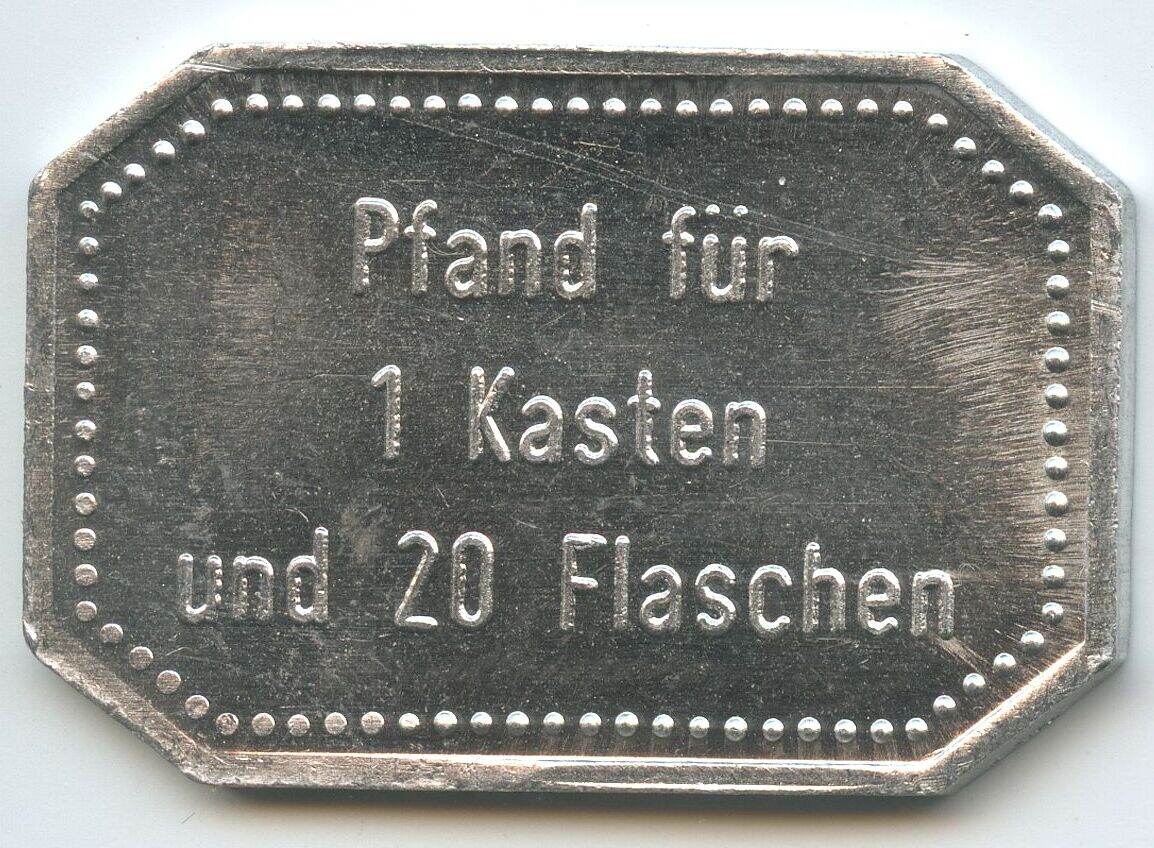 Pfand für
1 Kasten
und 20 Flaschen